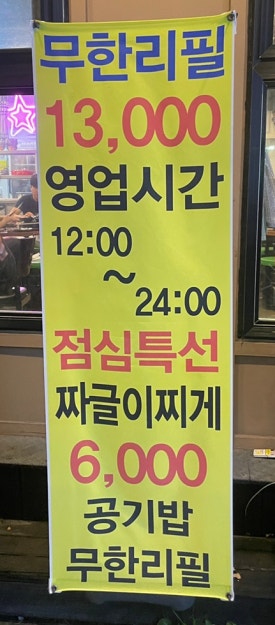 무한리필
13,000
영업시간
12:00
~
24:00
점심특선
짜글이찌게
6,000
공기밥
무한리필